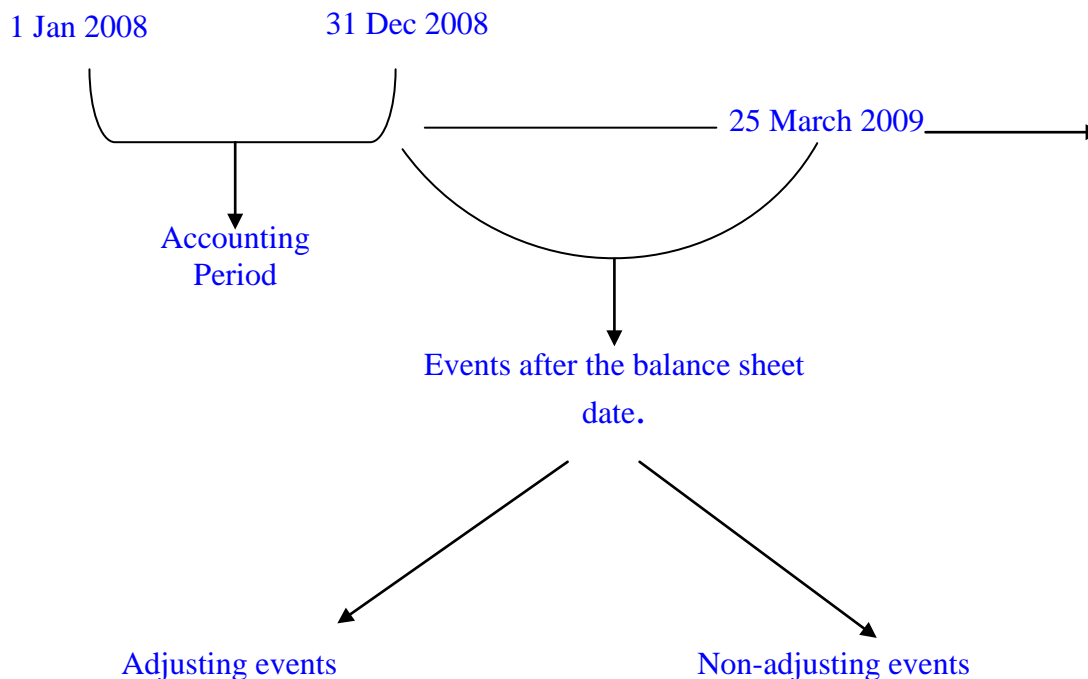 1 Jan 2008
31 Dec 2008
25 March 2009
Accounting
Period
Events after the balance sheet
date.
Adjusting events
Non-adjusting events